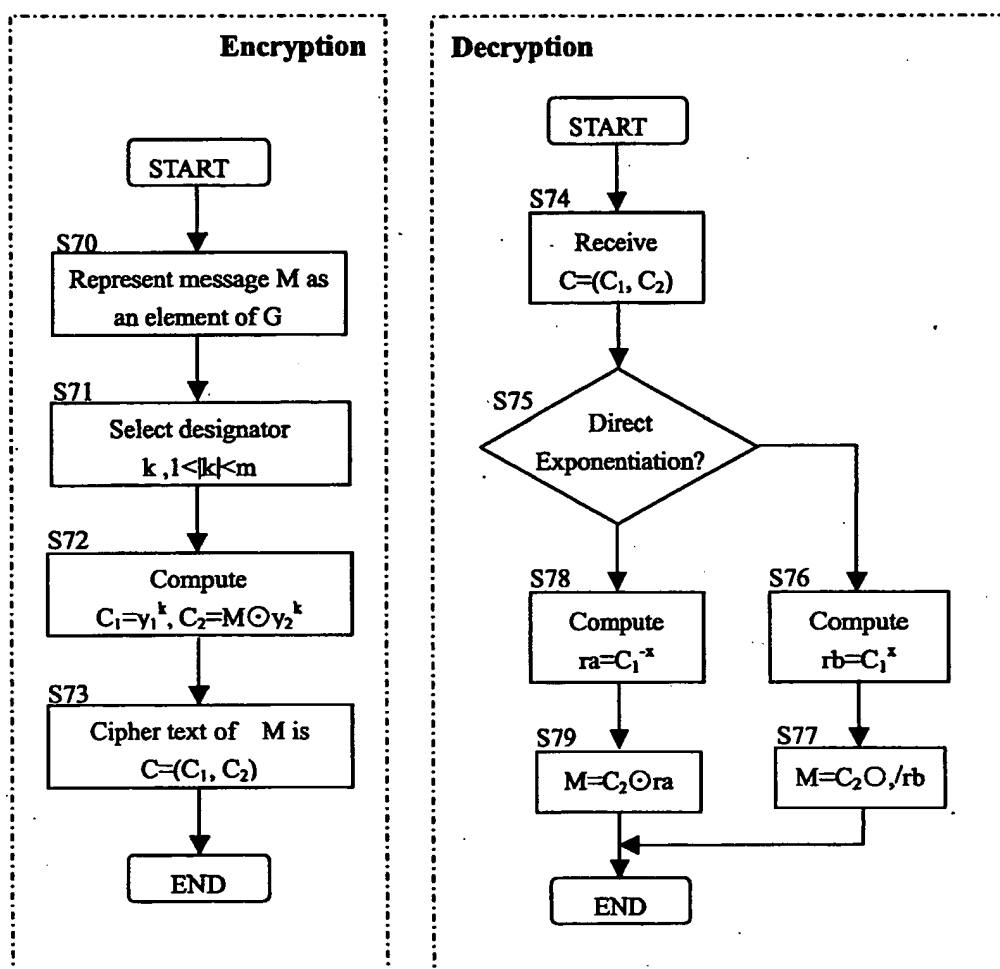 Encryption
START
S70
Represent message M as
an element of G
S71
Select designator
k ,1<|k|<m
S72
Compute
C₁=y₁ᵏ, C₂=M⊙y₂ᵏ
S73
Cipher text of M is
C=(C₁, C₂)
END
Decryption
START
S74
Receive
C=(C₁, C₂)
S75
Direct
Exponentiation?
S78
Compute
ra=C₁⁻ˣ
S79
M=C₂⊙ra
S76
Compute
rb=C₁ˣ
S77
M=C₂○,/rb
END